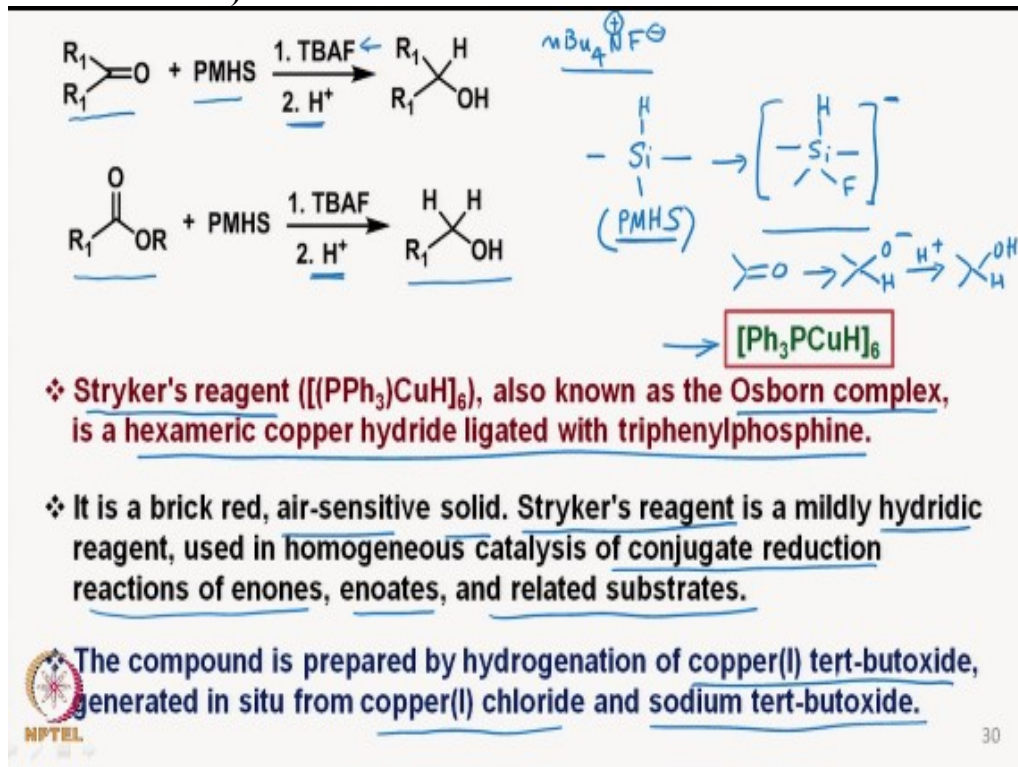 R₁
R₁
=O + PMHS
1. TBAF
2. H⁺
R₁ H
R₁ OH
nBu₄N⊕F⊖
H
- Si - → [- Si - F]⁻
H
(PMHS)
O
R₁ OR + PMHS
1. TBAF
2. H⁺
H H
R₁ OH
=O → O⁻ H H⁺ → OH H
→ [Ph₃PCuH]₆
❖ Stryker's reagent ([(PPh₃)CuH]₆), also known as the Osborn complex,
is a hexameric copper hydride ligated with triphenylphosphine.
❖ It is a brick red, air-sensitive solid. Stryker's reagent is a mildly hydridic
reagent, used in homogeneous catalysis of conjugate reduction
reactions of enones, enoates, and related substrates.
❖ The compound is prepared by hydrogenation of copper(I) tert-butoxide,
generated in situ from copper(I) chloride and sodium tert-butoxide.
NPTEL
30